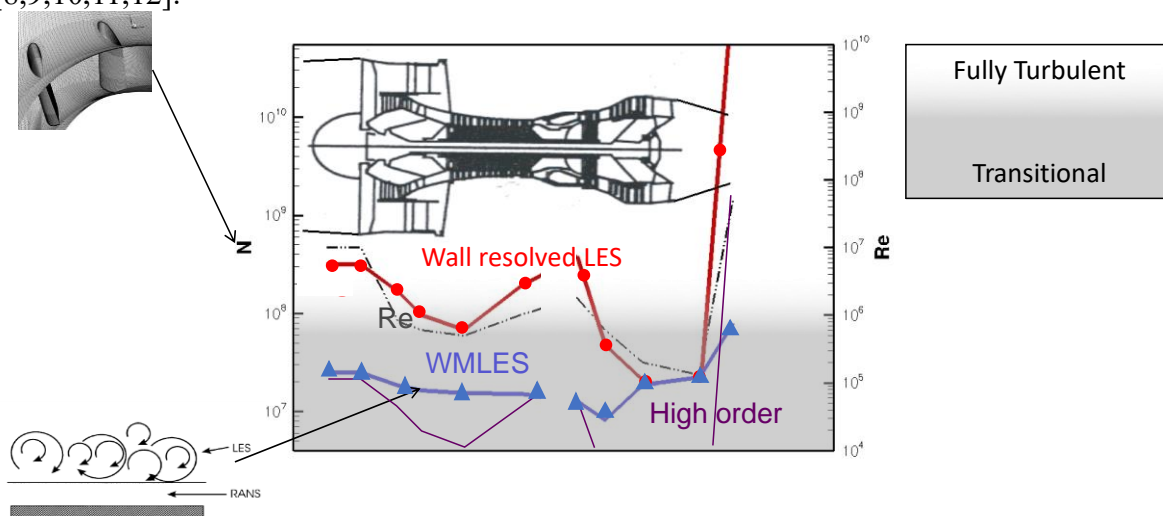 [8,9,10,11,12].
10^10
10^9
10^8
10^7
N
10^10
10^9
10^8
10^7
10^6
10^5
10^4
Re
Wall resolved LES
Re
WMLES
High order
Fully Turbulent
Transitional
LES
RANS